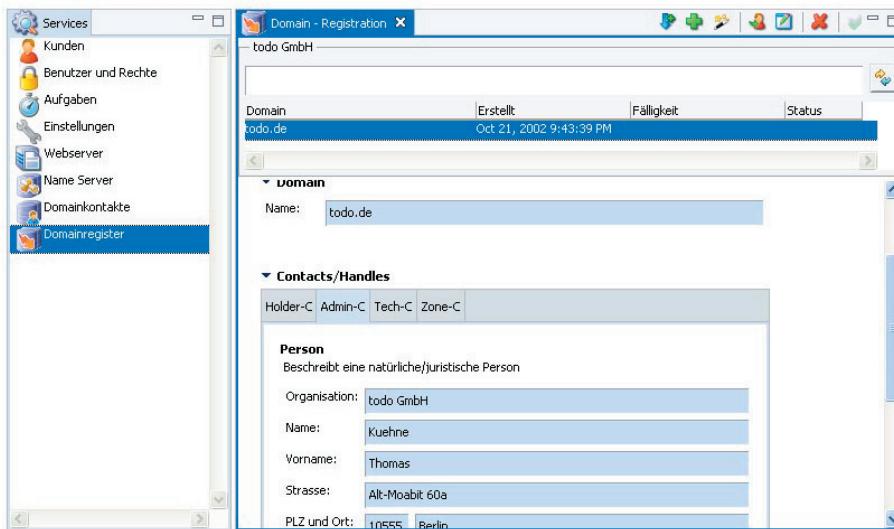 Services
Kunden
Benutzer und Rechte
Aufgaben
Einstellungen
Webserver
Name Server
Domainkontakte
Domainregister
Domain - Registration
todo GmbH
Domain Erstellt Fälligkeit Status
todo.de Oct 21, 2002 9:43:39 PM
Domain
Name: todo.de
Contacts/Handles
Holder-C Admin-C Tech-C Zone-C
Person
Beschreibt eine natürliche/juristische Person
Organisation: todo GmbH
Name: Kuehne
Vorname: Thomas
Strasse: Alt-Moabit 60a
PLZ und Ort: 10555 Berlin